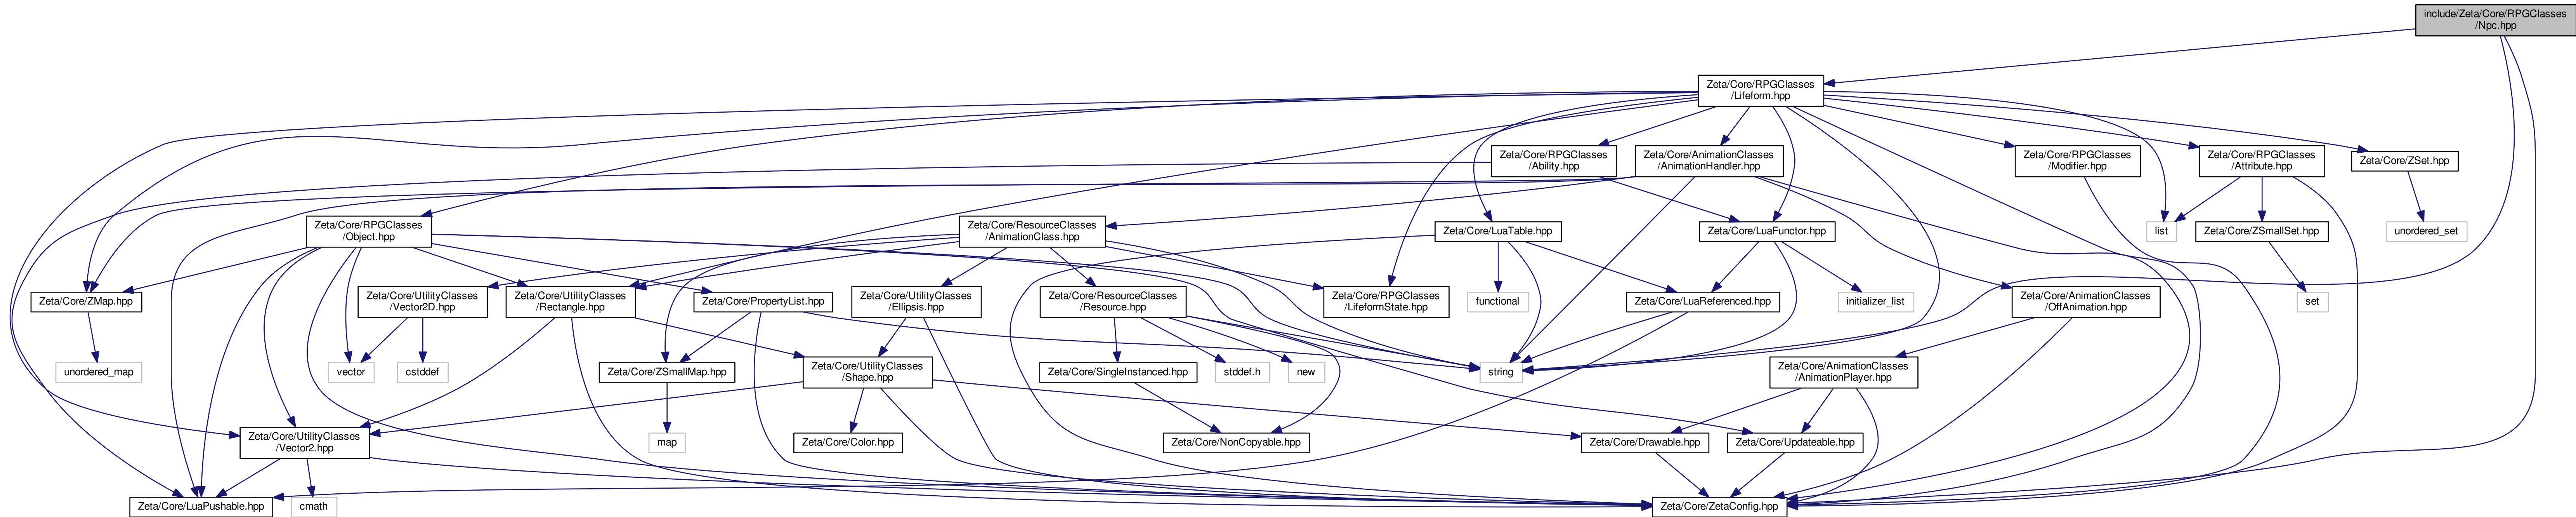 include/Zeta/Core/RPGClasses
/Npc.hpp
Zeta/Core/RPGClasses
/Lifeform.hpp
Zeta/Core/RPGClasses
/Ability.hpp
Zeta/Core/AnimationClasses
/AnimationHandler.hpp
Zeta/Core/RPGClasses
/Modifier.hpp
Zeta/Core/RPGClasses
/Attribute.hpp
Zeta/Core/ZSet.hpp
Zeta/Core/RPGClasses
/Object.hpp
Zeta/Core/ResourceClasses
/AnimationClass.hpp
Zeta/Core/LuaTable.hpp
Zeta/Core/LuaFunctor.hpp
list
Zeta/Core/ZSmallSet.hpp
unordered_set
Zeta/Core/ZMap.hpp
Zeta/Core/UtilityClasses
/Vector2D.hpp
Zeta/Core/UtilityClasses
/Rectangle.hpp
Zeta/Core/PropertyList.hpp
Zeta/Core/UtilityClasses
/Ellipsis.hpp
Zeta/Core/ResourceClasses
/Resource.hpp
Zeta/Core/RPGClasses
/LifeformState.hpp
functional
Zeta/Core/LuaReferenced.hpp
initializer_list
Zeta/Core/AnimationClasses
/OffAnimation.hpp
set
unordered_map
vector
cstddef
Zeta/Core/ZSmallMap.hpp
Zeta/Core/UtilityClasses
/Shape.hpp
Zeta/Core/SingleInstanced.hpp
stddef.h
new
string
Zeta/Core/AnimationClasses
/AnimationPlayer.hpp
Zeta/Core/UtilityClasses
/Vector2.hpp
map
Zeta/Core/Color.hpp
Zeta/Core/NonCopyable.hpp
Zeta/Core/Drawable.hpp
Zeta/Core/Updateable.hpp
Zeta/Core/LuaPushable.hpp
cmath
Zeta/Core/ZetaConfig.hpp